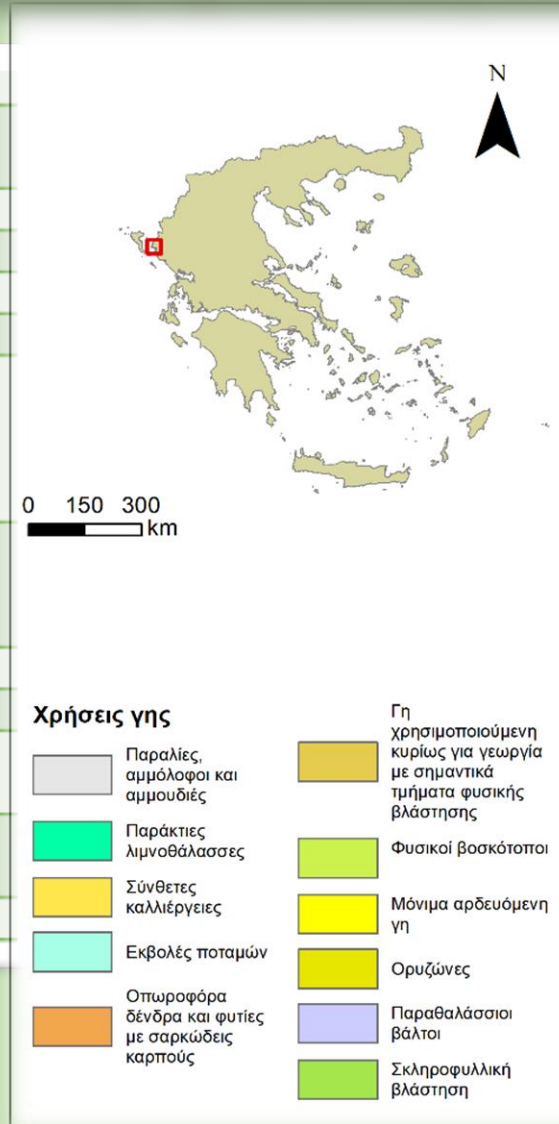 N
0 150 300
km
Χρήσεις γης
Παραλίες,
αμμόλοφοι και
αμμουδιές
Παράκτιες
λιμνοθάλασσες
Σύνθετες
καλλιέργειες
Εκβολές ποταμών
Οπωροφόρα
δένδρα και φυτίες
με σαρκώδεις
καρπούς
Γη
χρησιμοποιούμενη
κυρίως για γεωργία
με σημαντικά
τμήματα φυσικής
βλάστησης
Φυσικοί βοσκότοποι
Μόνιμα αρδευόμενη
γη
Ορυζώνες
Παραθαλάσσιοι
βάλτοι
Σκληροφυλλική
βλάστηση